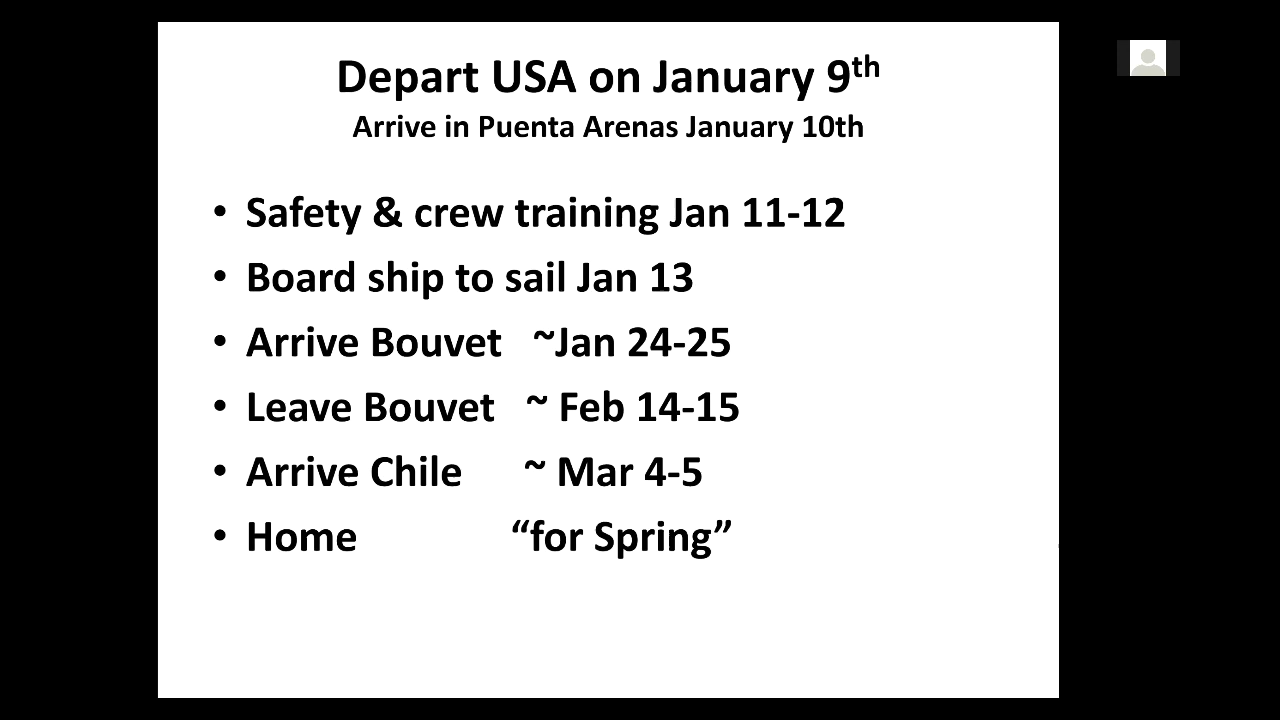 Depart USA on January 9th
Arrive in Puenta Arenas January 10th
• Safety & crew training Jan 11-12
• Board ship to sail Jan 13
• Arrive Bouvet ~Jan 24-25
• Leave Bouvet ~ Feb 14-15
• Arrive Chile ~ Mar 4-5
• Home “for Spring”